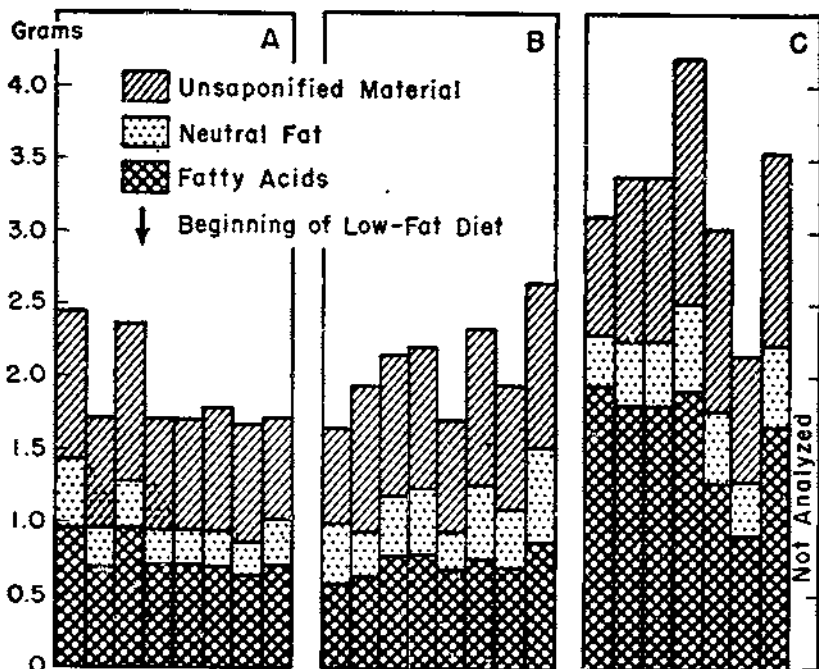 Grams
A
B
C
4.0
Unsaponified Material
Neutral Fat
3.5
Fatty Acids
3.0
Beginning of Low-Fat Diet
2.5
2.0
1.5
1.0
0.5
0
Not Analyzed